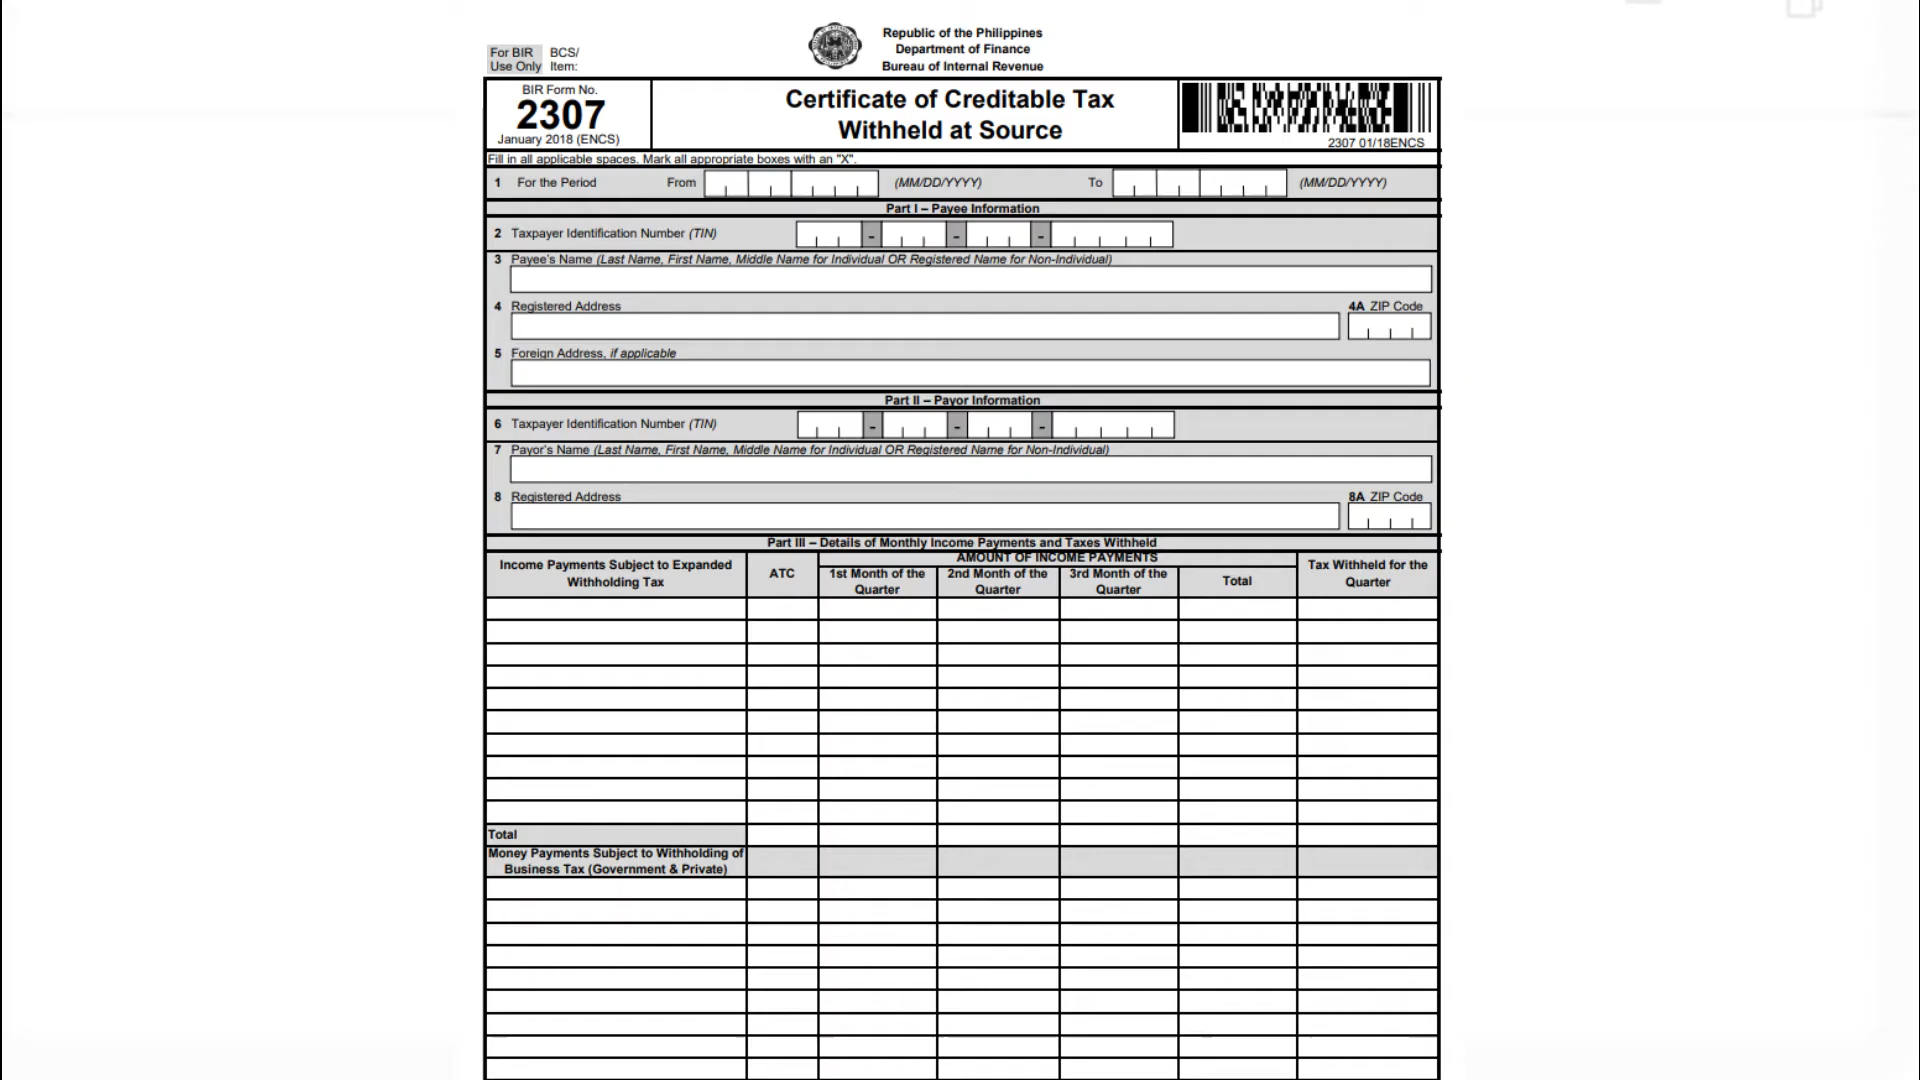 Republic of the Philippines
Department of Finance
Bureau of Internal Revenue
For BIR Use Only
BCS/ Item:
BIR Form No.
2307
January 2018 (ENCS)
Certificate of Creditable Tax
Withheld at Source
2307 01/18ENCS
Fill in all applicable spaces. Mark all appropriate boxes with an "X".
1 For the Period From (MM/DD/YYYY) To (MM/DD/YYYY)
Part I – Payee Information
2 Taxpayer Identification Number (TIN) - - -
3 Payee's Name (Last Name, First Name, Middle Name for Individual OR Registered Name for Non-Individual)
4 Registered Address 4A ZIP Code
5 Foreign Address, if applicable
Part II – Payor Information
6 Taxpayer Identification Number (TIN) - - -
7 Payor's Name (Last Name, First Name, Middle Name for Individual OR Registered Name for Non-Individual)
8 Registered Address 8A ZIP Code
Part III – Details of Monthly Income Payments and Taxes Withheld
Income Payments Subject to Expanded
Withholding Tax
ATC
AMOUNT OF INCOME PAYMENTS
1st Month of the
Quarter
2nd Month of the
Quarter
3rd Month of the
Quarter
Total
Tax Withheld for the
Quarter
Total
Money Payments Subject to Withholding of
Business Tax (Government & Private)